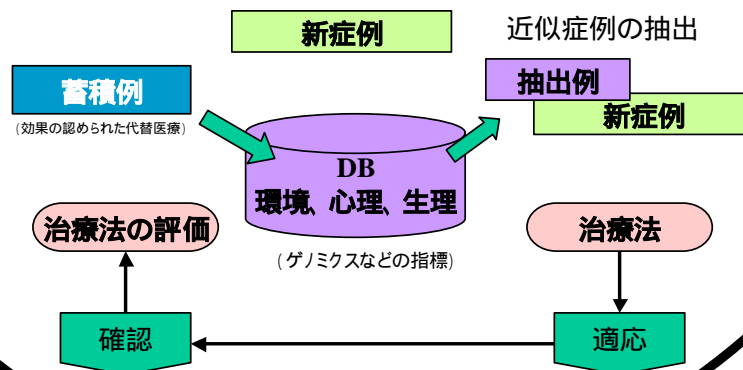 新症例
近似症例の抽出
蓄積例
(効果の認められた代替医療)
抽出例
新症例
DB
環境、心理、生理
(ゲノミクスなどの指標)
治療法の評価
治療法
確認
適応